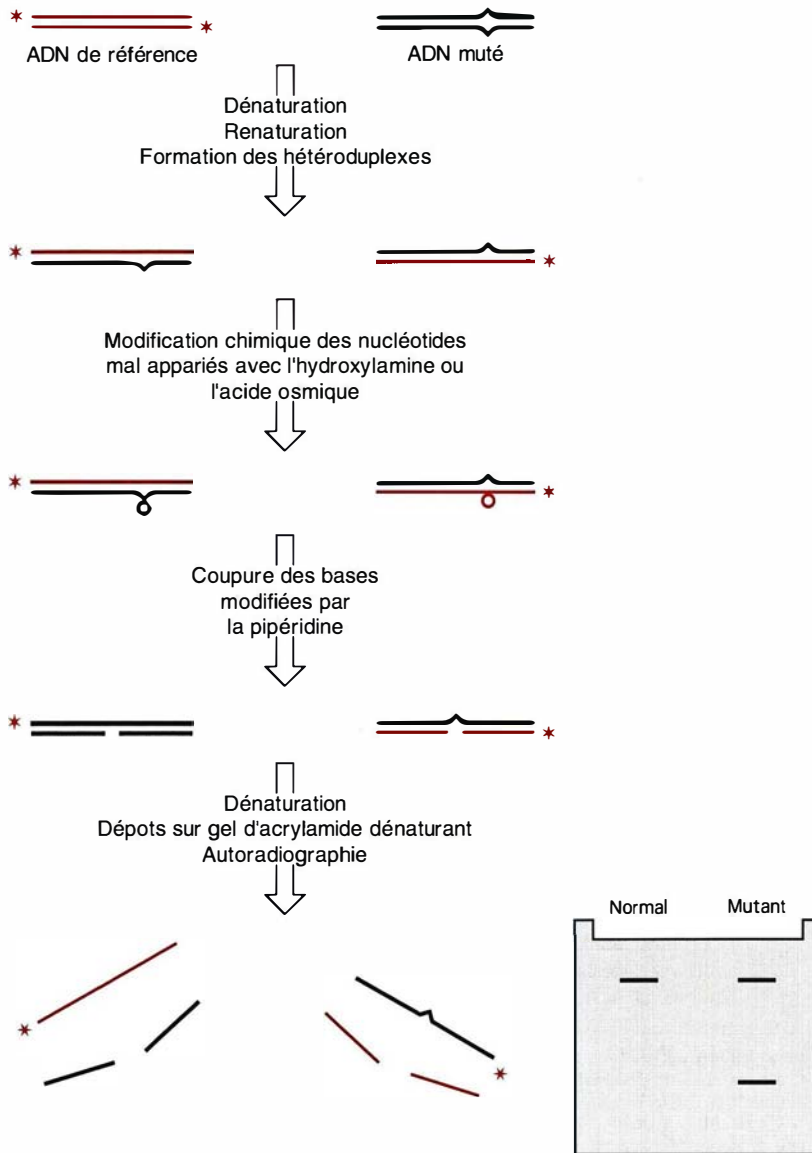 ADN de référence
ADN muté
Dénaturation
Renaturation
Formation des hétéroduplexes
Modification chimique des nucléotides
mal appariés avec l'hydroxylamine ou
l'acide osmique
Coupure des bases
modifiées par
la pipéridine
Dénaturation
Dépots sur gel d'acrylamide dénaturant
Autoradiographie
Normal
Mutant